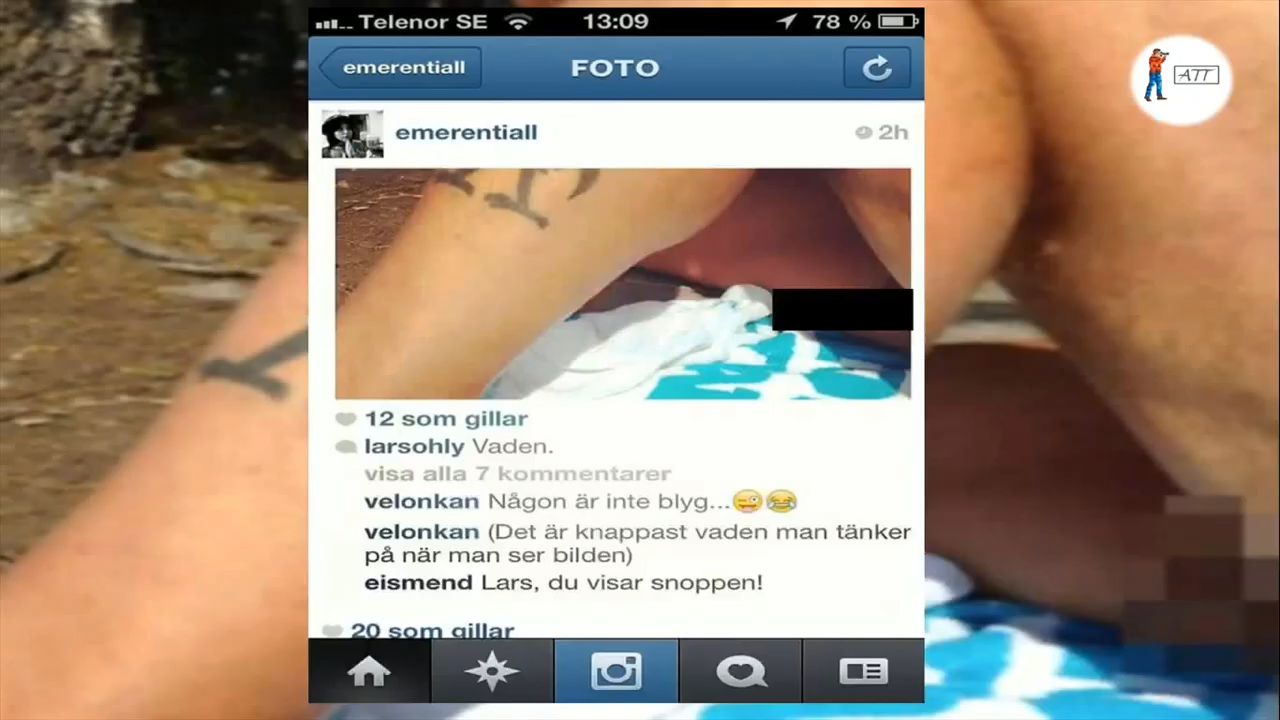 Telenor SE 13:09 78 %
emerentiall FOTO
ATT
emerentiall 2h
12 som gillar
larsohly Vaden.
visa alla 7 kommentarer
velonkan Någon är inte blyg...😜😂
velonkan (Det är knappast vaden man tänker
på när man ser bilden)
eismend Lars, du visar snoppen!
20 som gillar